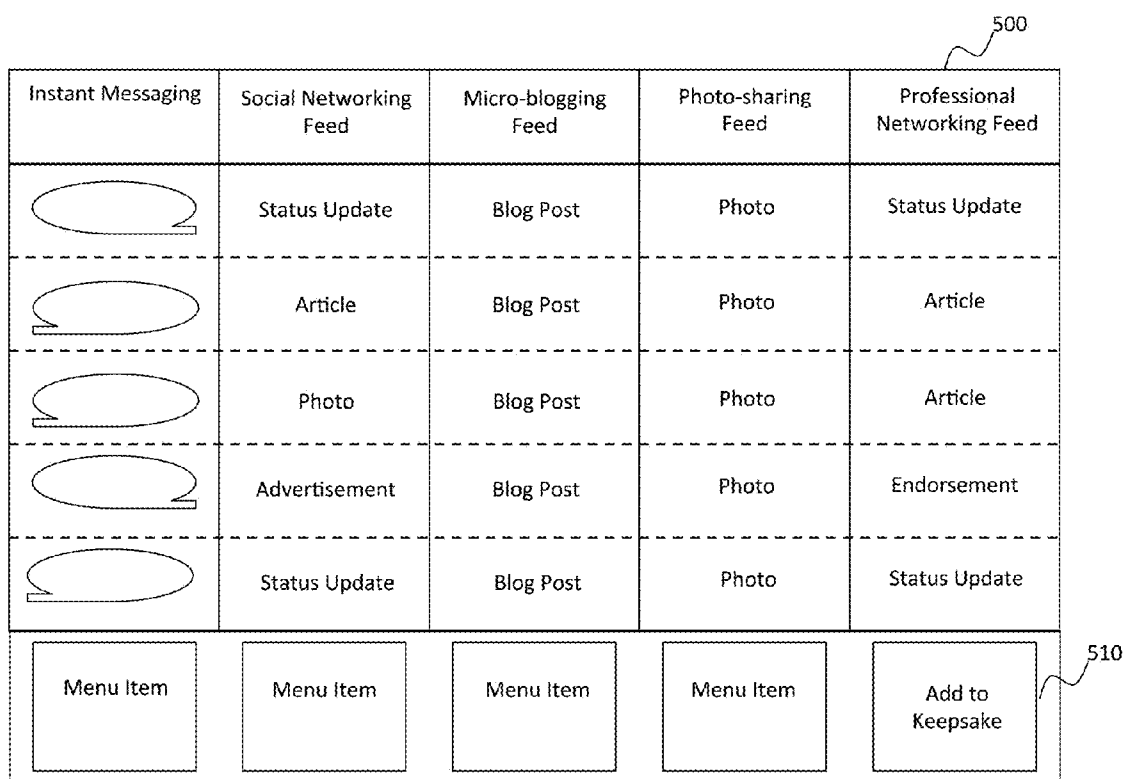 500
Instant Messaging
Social Networking
Feed
Micro-blogging
Feed
Photo-sharing
Feed
Professional
Networking Feed
Status Update
Blog Post
Photo
Status Update
Article
Blog Post
Photo
Article
Photo
Blog Post
Photo
Article
Advertisement
Blog Post
Photo
Endorsement
Status Update
Blog Post
Photo
Status Update
Menu Item
Menu Item
Menu Item
Menu Item
Add to
Keepsake
510